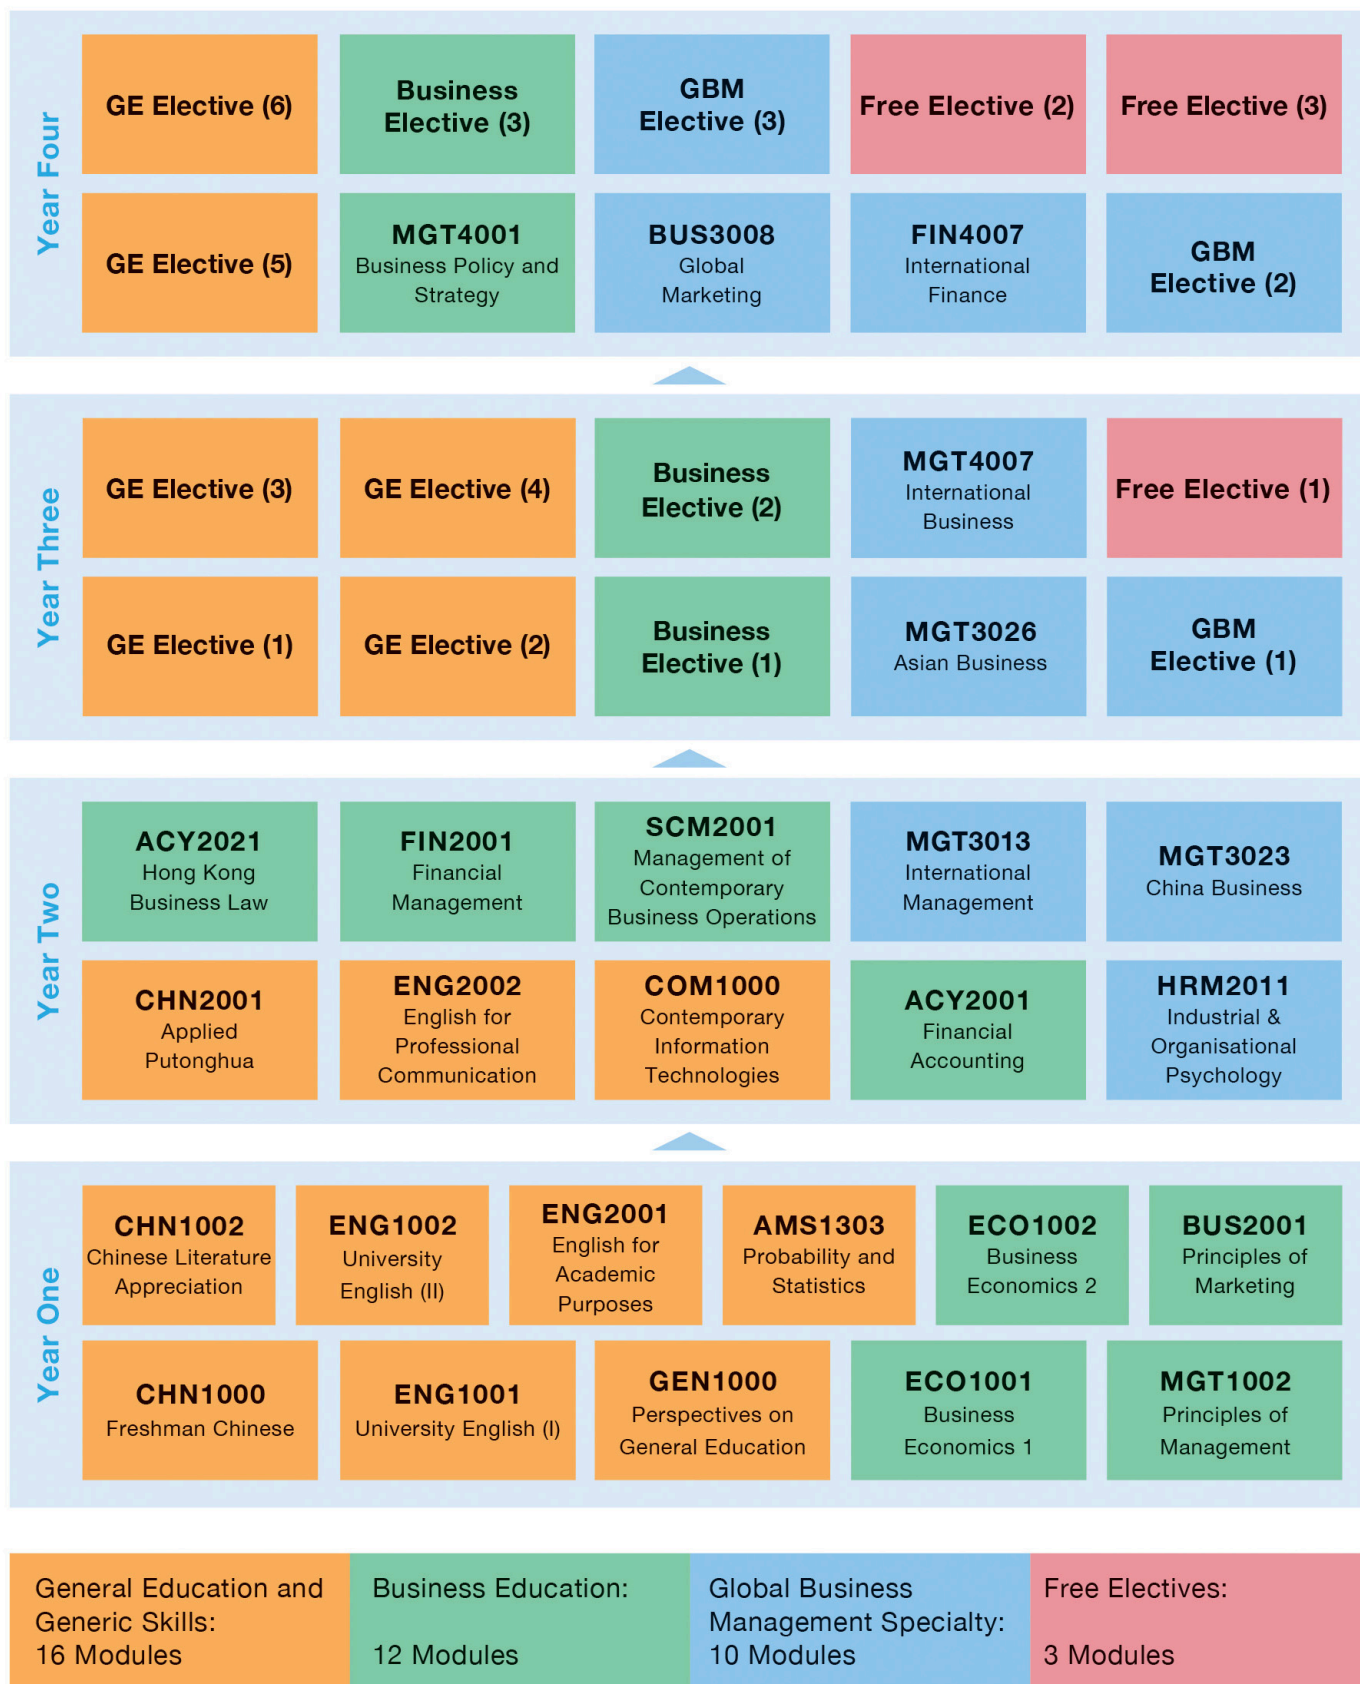 Year Four
GE Elective (6)
Business
Elective (3)
GBM
Elective (3)
Free Elective (2)
Free Elective (3)
GE Elective (5)
MGT4001
Business Policy and
Strategy
BUS3008
Global
Marketing
FIN4007
International
Finance
GBM
Elective (2)
Year Three
GE Elective (3)
GE Elective (4)
Business
Elective (2)
MGT4007
International
Business
Free Elective (1)
GE Elective (1)
GE Elective (2)
Business
Elective (1)
MGT3026
Asian Business
GBM
Elective (1)
Year Two
ACY2021
Hong Kong
Business Law
FIN2001
Financial
Management
SCM2001
Management of
Contemporary
Business Operations
MGT3013
International
Management
MGT3023
China Business
CHN2001
Applied
Putonghua
ENG2002
English for
Professional
Communication
COM1000
Contemporary
Information
Technologies
ACY2001
Financial
Accounting
HRM2011
Industrial &
Organisational
Psychology
Year One
CHN1002
Chinese Literature
Appreciation
ENG1002
University
English (II)
ENG2001
English for
Academic
Purposes
AMS1303
Probability and
Statistics
ECO1002
Business
Economics 2
BUS2001
Principles of
Marketing
CHN1000
Freshman Chinese
ENG1001
University English (I)
GEN1000
Perspectives on
General Education
ECO1001
Business
Economics 1
MGT1002
Principles of
Management
General Education and
Generic Skills:
16 Modules
Business Education:
12 Modules
Global Business
Management Specialty:
10 Modules
Free Electives:
3 Modules